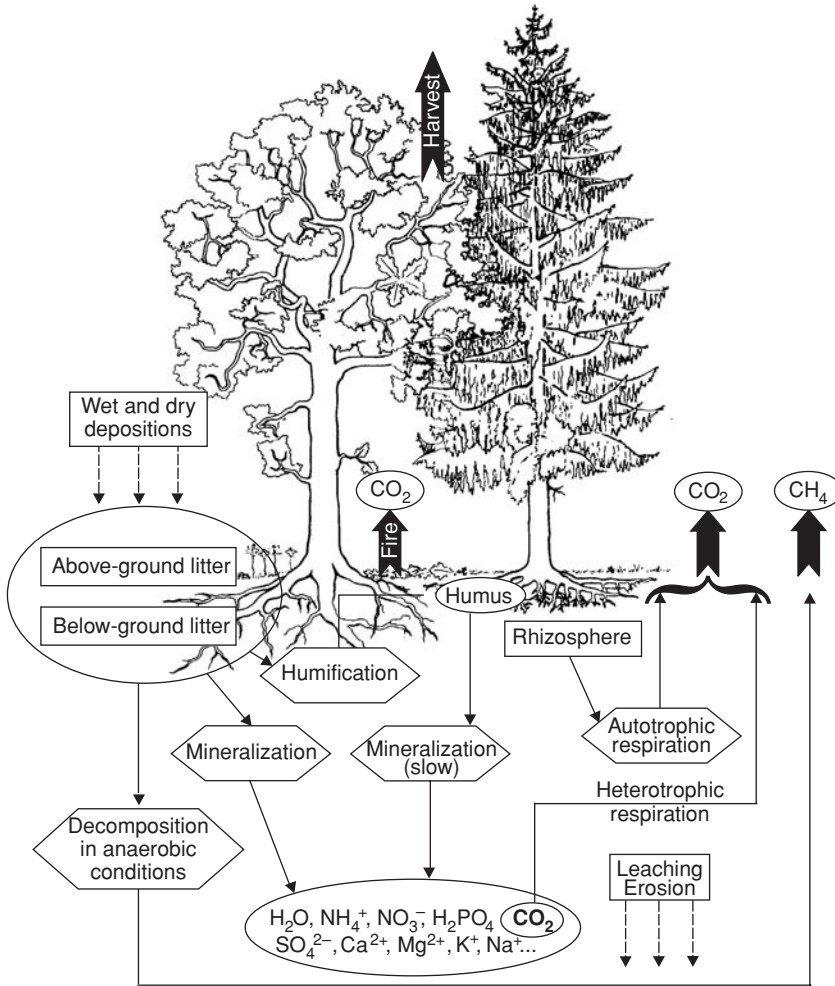 Harvest
Wet and dry
depositions
CO₂
CO₂
CH₄
Fire
Above-ground litter
Humus
Below-ground litter
Rhizosphere
Humification
Mineralization
Mineralization
(slow)
Autotrophic
respiration
Heterotrophic
respiration
Decomposition
in anaerobic
conditions
Leaching
Erosion
H₂O, NH₄⁺, NO₃⁻, H₂PO₄ CO₂
SO₄²⁻, Ca²⁺, Mg²⁺, K⁺, Na⁺...